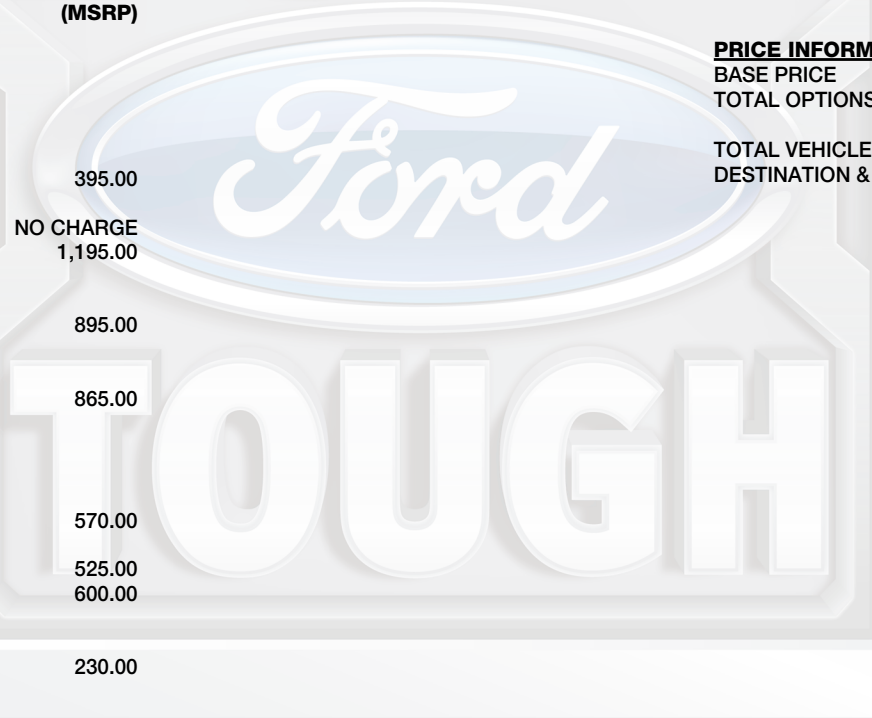 (MSRP)
PRICE INFORM
BASE PRICE
TOTAL OPTIONS
TOTAL VEHICLE
DESTINATION &
395.00
NO CHARGE
1,195.00
895.00
865.00
570.00
525.00
600.00
230.00
Ford
TOUGH